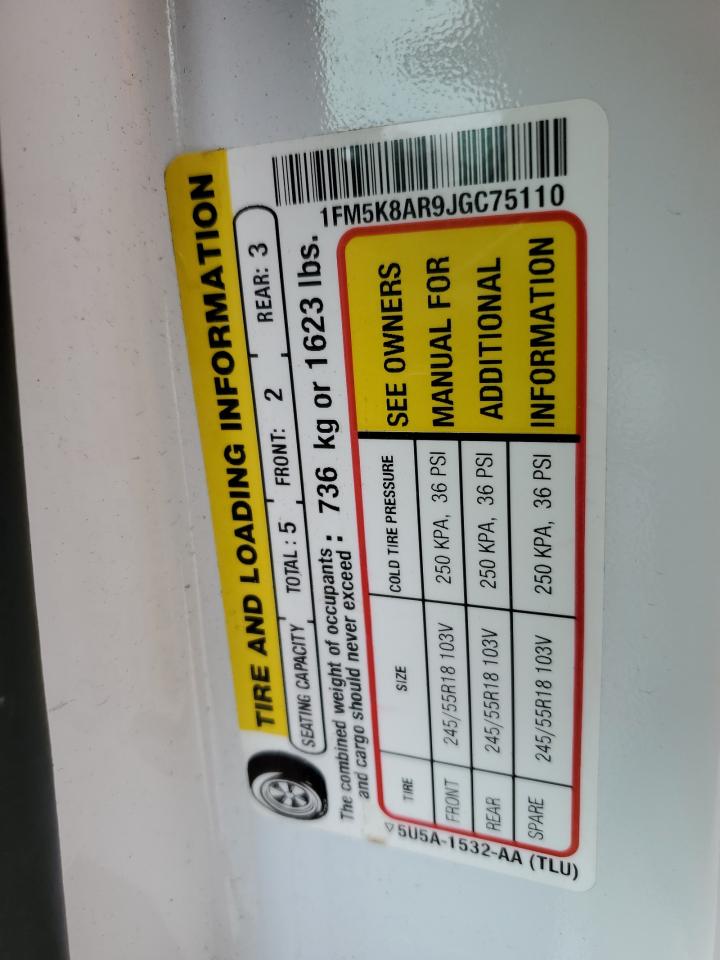 TIRE AND LOADING INFORMATION
SEATING CAPACITY TOTAL : 5 FRONT: 2 REAR: 3
The combined weight of occupants : 736 kg or 1623 lbs.
and cargo should never exceed :
1FM5K8AR9JGC75110
TIRE SIZE COLD TIRE PRESSURE
FRONT 245/55R18 103V 250 KPA, 36 PSI
REAR 245/55R18 103V 250 KPA, 36 PSI
SPARE 245/55R18 103V 250 KPA, 36 PSI
SEE OWNERS
MANUAL FOR
ADDITIONAL
INFORMATION
5U5A-1532-AA (TLU)